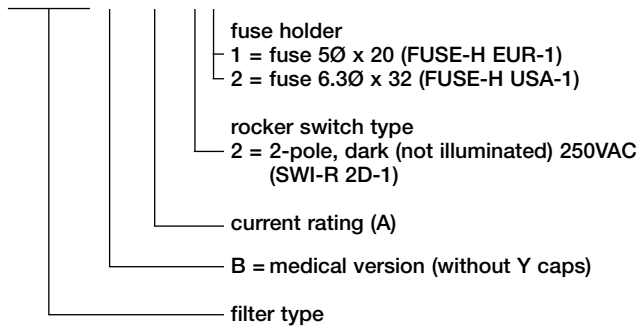 fuse holder
1 = fuse 5Ø x 20 (FUSE-H EUR-1)
2 = fuse 6.3Ø x 32 (FUSE-H USA-1)
rocker switch type
2 = 2-pole, dark (not illuminated) 250VAC
(SWI-R 2D-1)
current rating (A)
B = medical version (without Y caps)
filter type